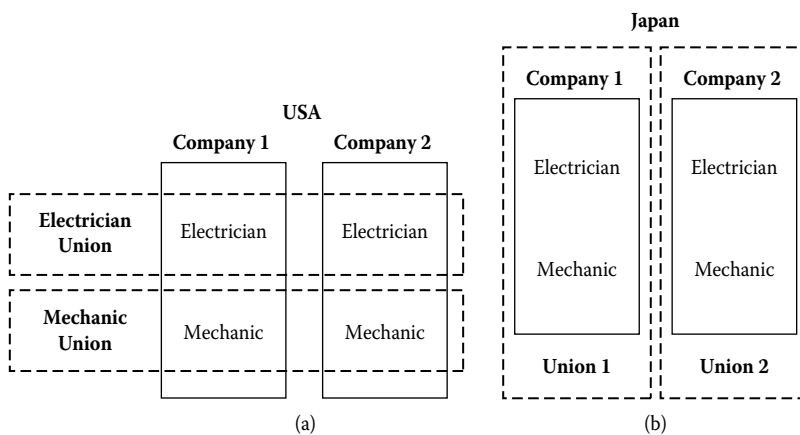 USA
Company 1 Company 2
Electrician
Union
Electrician Electrician
Mechanic
Union
Mechanic Mechanic
(a)
Japan
Company 1 Company 2
Electrician Electrician
Mechanic Mechanic
Union 1 Union 2
(b)